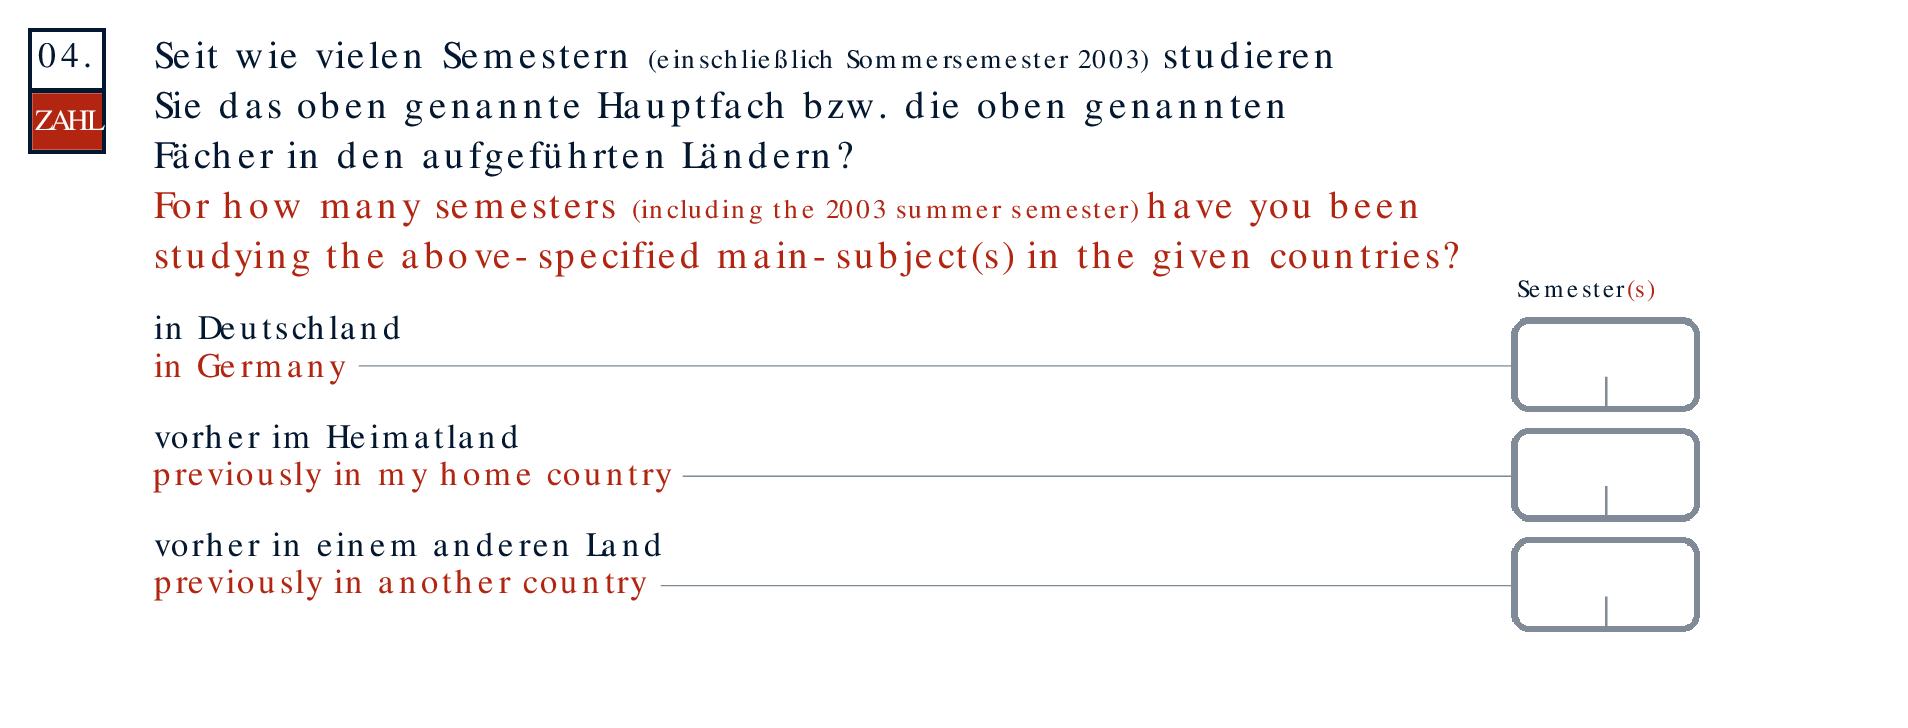 04.
ZAHL
Seit wie vielen Semestern (einschließlich Sommersemester 2003) studieren
Sie das oben genannte Hauptfach bzw. die oben genannten
Fächer in den aufgeführten Ländern?
For how many semesters (including the 2003 summer semester) have you been
studying the above-specified main-subject(s) in the given countries?
Semester(s)
in Deutschland
in Germany
vorher im Heimatland
previously in my home country
vorher in einem anderen Land
previously in another country